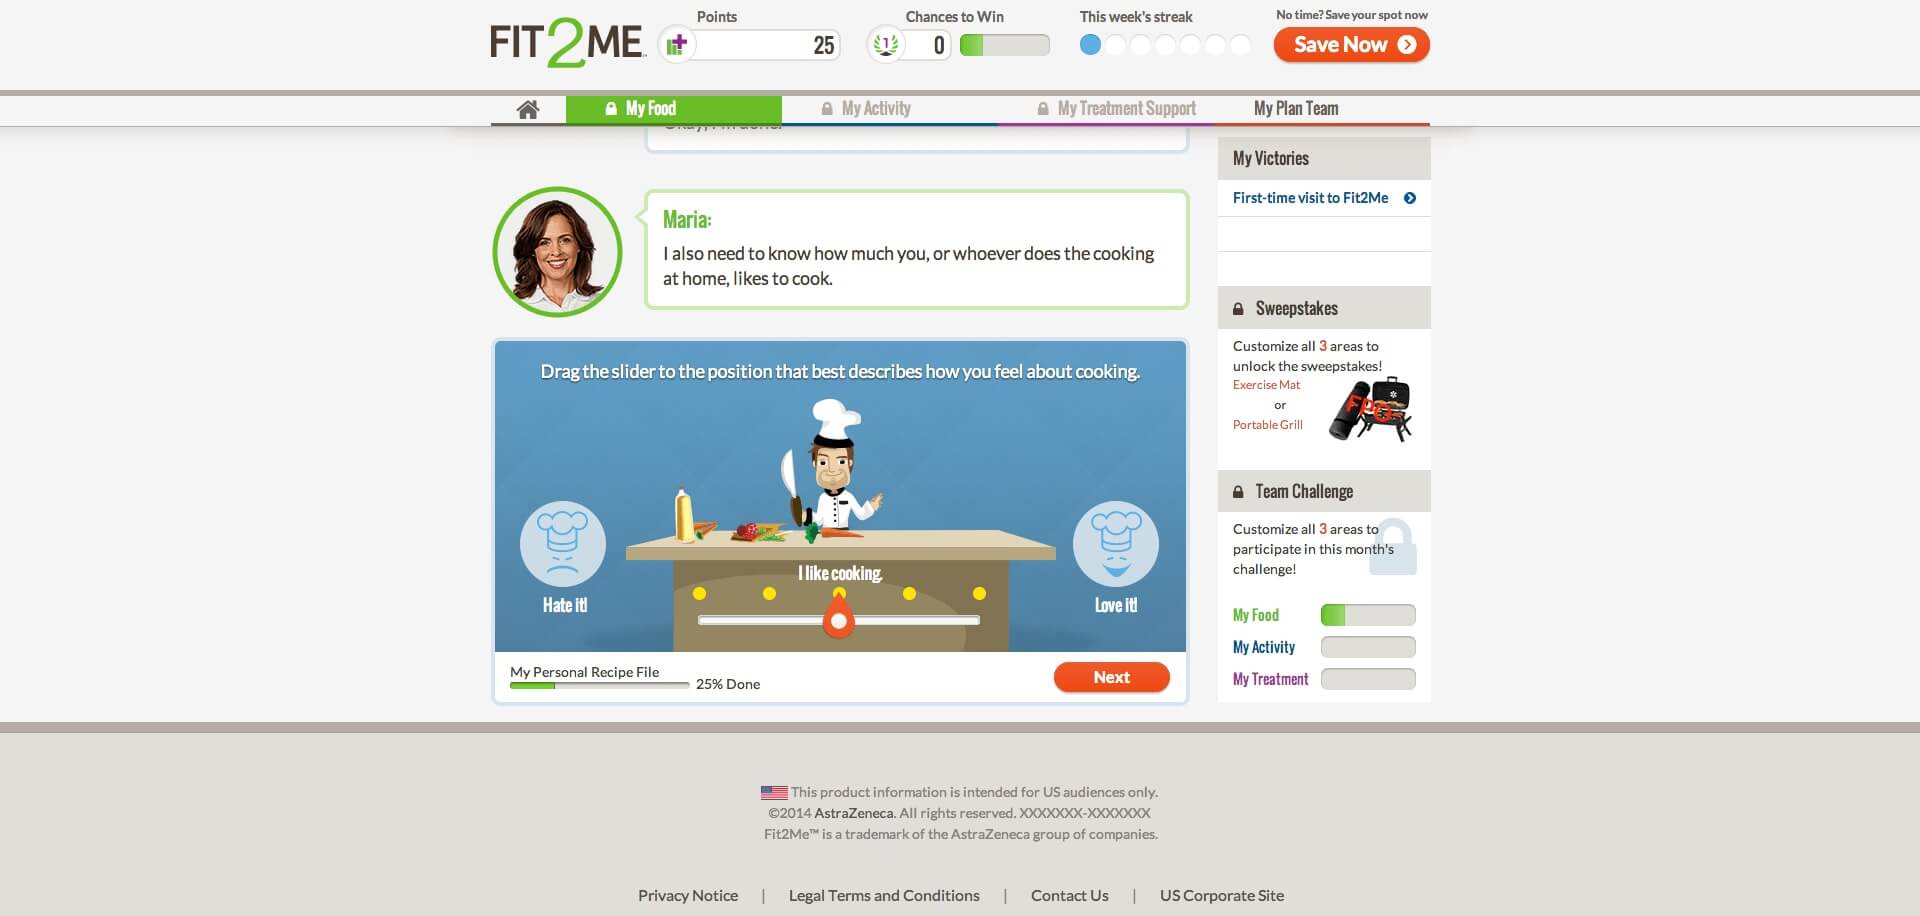 FIT2ME™
Points
25
Chances to Win
1
0
This week's streak
No time? Save your spot now
Save Now
My Food
My Activity
My Treatment Support
My Plan Team
Okay, I'm done.
Maria:
I also need to know how much you, or whoever does the cooking
at home, likes to cook.
Drag the slider to the position that best describes how you feel about cooking.
Hate it!
I like cooking.
Love it!
My Personal Recipe File
25% Done
Next
My Victories
First-time visit to Fit2Me
Sweepstakes
Customize all 3 areas to
unlock the sweepstakes!
Exercise Mat
or
Portable Grill
FPO
Team Challenge
Customize all 3 areas to
participate in this month's
challenge!
My Food
My Activity
My Treatment
This product information is intended for US audiences only.
©2014 AstraZeneca. All rights reserved. XXXXXXX-XXXXXXX
Fit2Me™ is a trademark of the AstraZeneca group of companies.
Privacy Notice | Legal Terms and Conditions | Contact Us | US Corporate Site